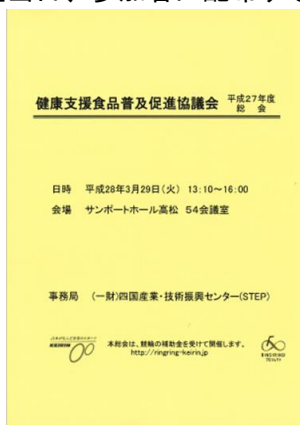 健康支援食品普及促進協議会 平成27年度
総　会
日時 平成28年3月29日(火) 13:10～16:00
会場 サンポートホール高松 54会議室
事務局 (一財)四国産業・技術振興センター(STEP)
KEIRIN
本総会は、競輪の補助金を受けて開催します。
http://ringring-keirin.jp